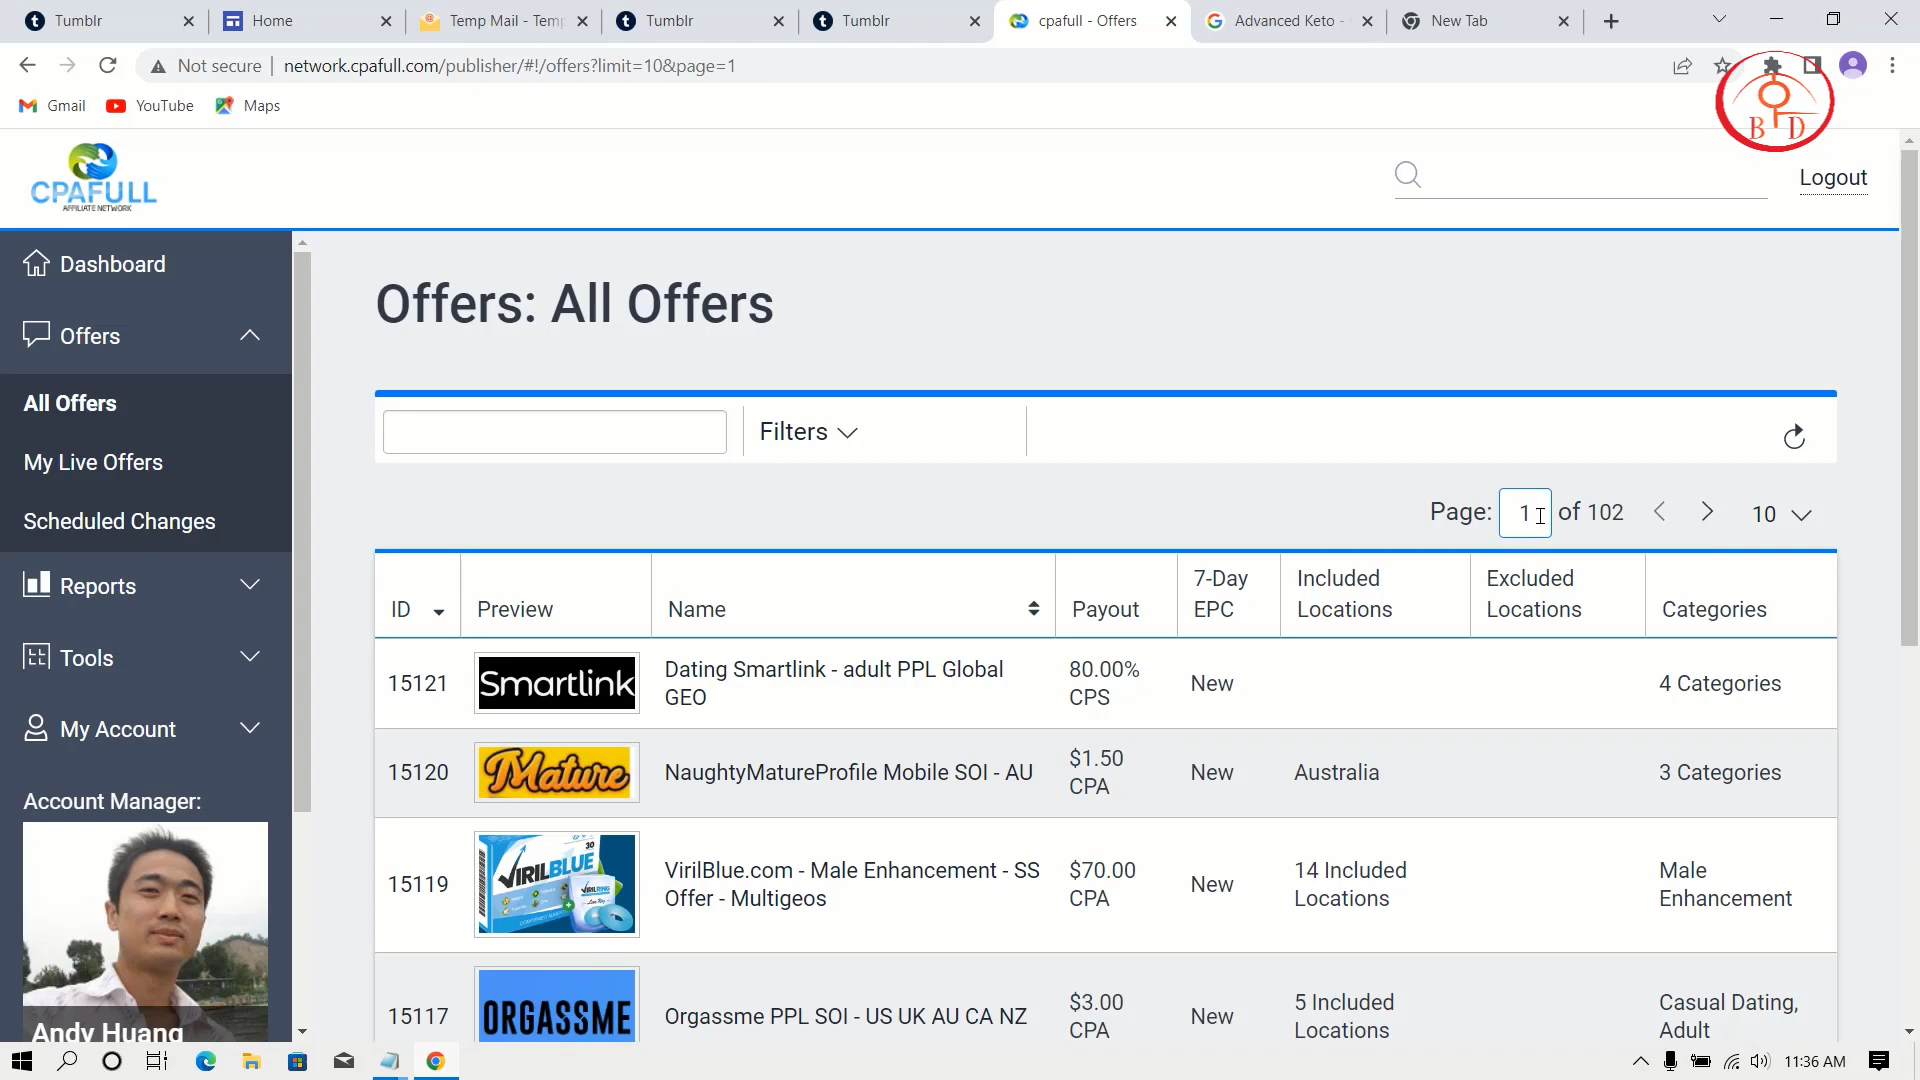 Tumblr
Home
Temp Mail - Temp
Tumblr
Tumblr
cpafull - Offers
Advanced Keto -
New Tab
Not secure
network.cpafull.com/publisher/#!/offers?limit=10&page=1
Gmail
YouTube
Maps
B D
CPAFULL
AFFILIATE NETWORK
Logout
Dashboard
Offers
All Offers
My Live Offers
Scheduled Changes
Reports
Tools
My Account
Account Manager:
Andy Huang
Offers: All Offers
Filters
Page: 1 of 102
10
ID
Preview
Name
Payout
7-Day EPC
Included Locations
Excluded Locations
Categories
15121
Smartlink
Dating Smartlink - adult PPL Global GEO
80.00% CPS
New
4 Categories
15120
Mature
NaughtyMatureProfile Mobile SOI - AU
$1.50 CPA
New
Australia
3 Categories
15119
VIRILBLUE
30
VirilBlue.com - Male Enhancement - SS Offer - Multigeos
$70.00 CPA
New
14 Included Locations
Male Enhancement
15117
ORGASSME
Orgassme PPL SOI - US UK AU CA NZ
$3.00 CPA
New
5 Included Locations
Casual Dating, Adult
11:36 AM